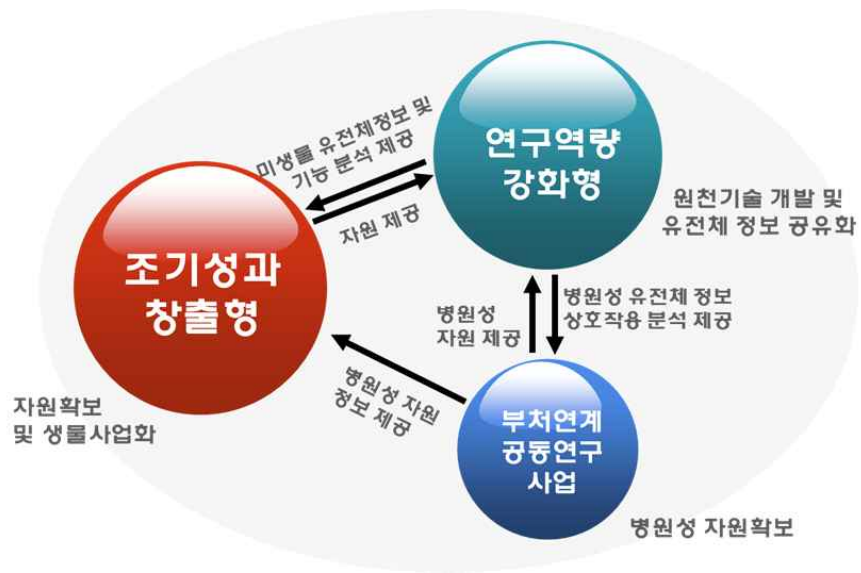 연구역량
강화형
미생물 유전체정보 및
기능 분석 제공
자원 제공
원천기술 개발 및
유전체 정보 공유화
조기성과
창출형
병원성
자원 제공
병원성 유전체 정보
상호작용 분석 제공
병원성 자원
정보 제공
자원확보
및 생물사업화
부처연계
공동연구
사업
병원성 자원확보